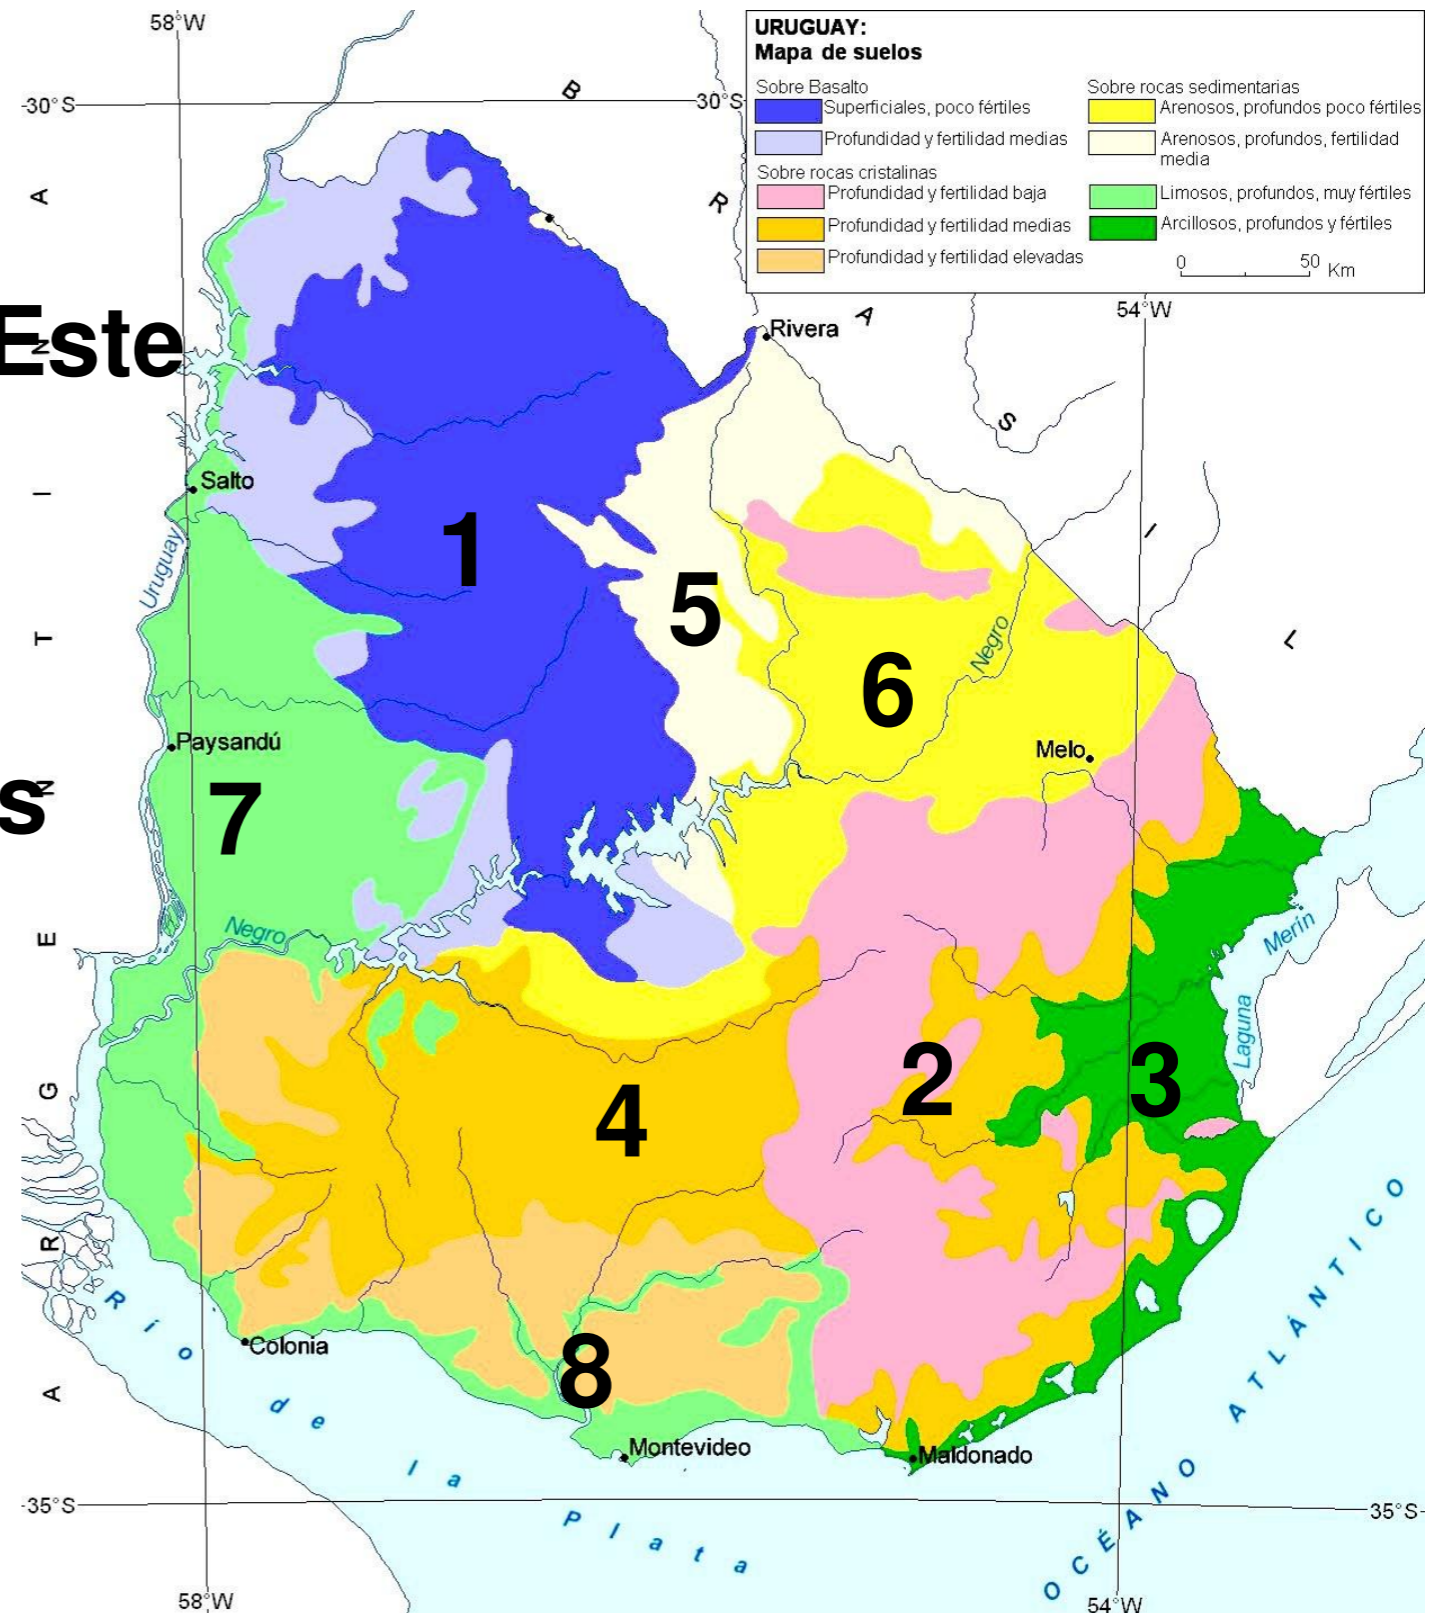 58°W
30°S
30°S
URUGUAY:
Mapa de suelos
Sobre Basalto
Superficiales, poco fértiles
Profundidad y fertilidad medias
Sobre rocas cristalinas
Profundidad y fertilidad baja
Profundidad y fertilidad medias
Profundidad y fertilidad elevadas
Sobre rocas sedimentarias
Arenosos, profundos poco fértiles
Arenosos, profundos, fertilidad
media
Limosos, profundos, muy fértiles
Arcillosos, profundos y fértiles
0 50 Km
54°W
B R A S I L
Este
Rivera
Salto
Uruguay
1
5
6
Negro
Paysandú
Melo
s
7
Negro
Merín
Laguna
2
3
4
8
Colonia
Montevideo
Maldonado
A R G E N T I N A
Río de la Plata
OCÉANO ATLÁNTICO
35°S
35°S
58°W
54°W